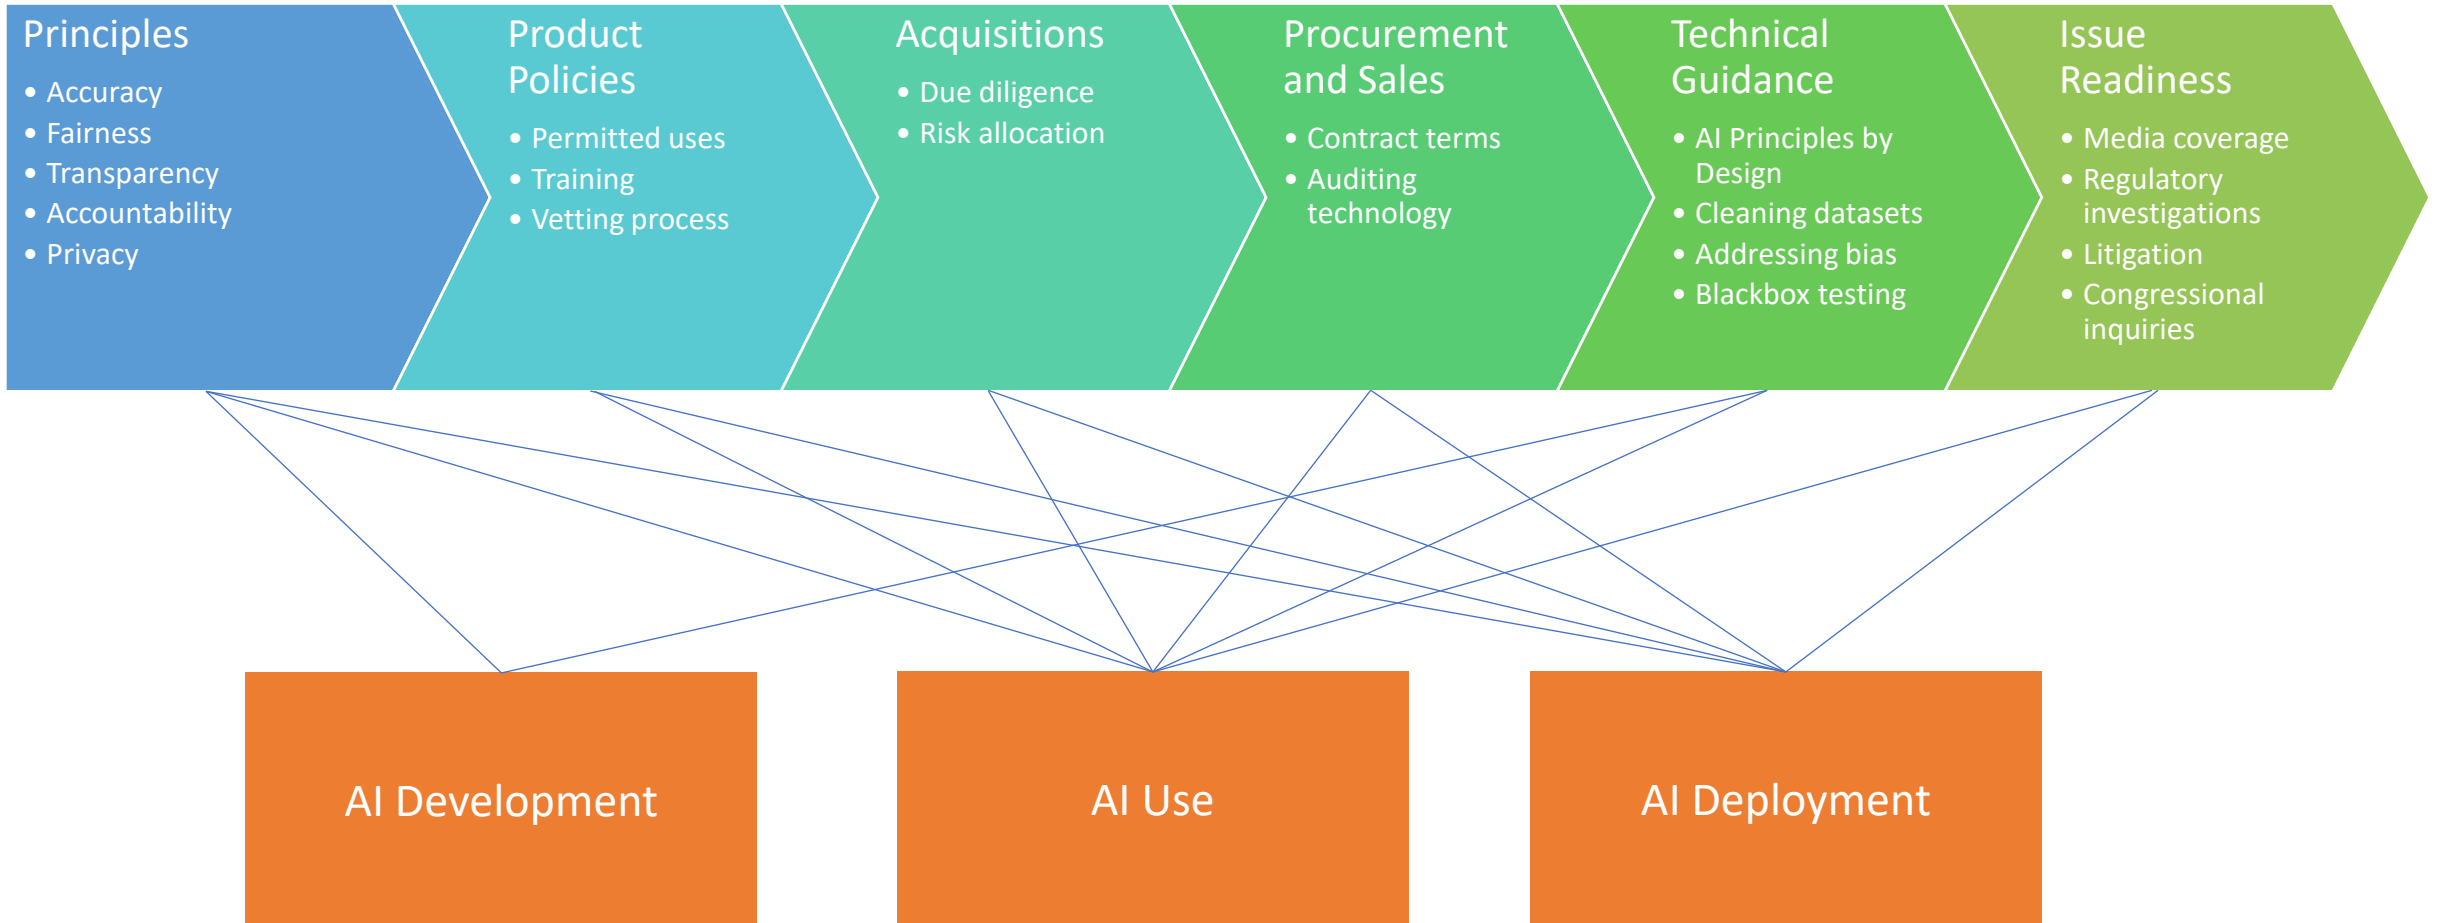 Principles
• Accuracy
• Fairness
• Transparency
• Accountability
• Privacy
Product
Policies
• Permitted uses
• Training
• Vetting process
Acquisitions
• Due diligence
• Risk allocation
Procurement
and Sales
• Contract terms
• Auditing
technology
Technical
Guidance
• AI Principles by
Design
• Cleaning datasets
• Addressing bias
• Blackbox testing
Issue
Readiness
• Media coverage
• Regulatory
investigations
• Litigation
• Congressional
inquiries
AI Development
AI Use
AI Deployment